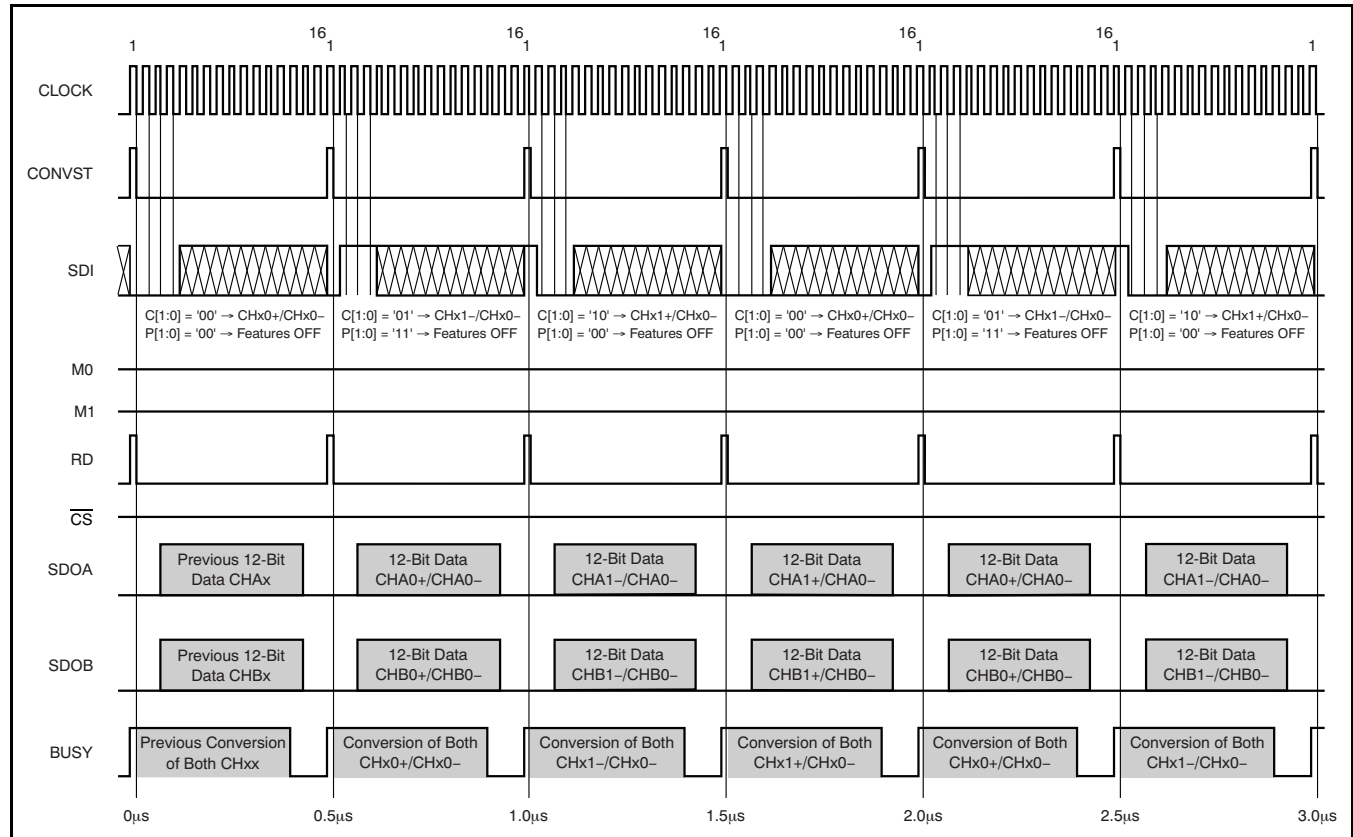 1 16 1 16 1 16 1 16 1 16 1 1
CLOCK
CONVST
SDI
C[1:0] = '00' → CHx0+/CHx0−
P[1:0] = '00' → Features OFF
C[1:0] = '01' → CHx1−/CHx0−
P[1:0] = '11' → Features OFF
C[1:0] = '10' → CHx1+/CHx0−
P[1:0] = '00' → Features OFF
C[1:0] = '00' → CHx0+/CHx0−
P[1:0] = '00' → Features OFF
C[1:0] = '01' → CHx1−/CHx0−
P[1:0] = '11' → Features OFF
C[1:0] = '10' → CHx1+/CHx0−
P[1:0] = '00' → Features OFF
M0
M1
RD
CS
SDOA
Previous 12-Bit
Data CHAx
12-Bit Data
CHA0+/CHA0−
12-Bit Data
CHA1−/CHA0−
12-Bit Data
CHA1+/CHA0−
12-Bit Data
CHA0+/CHA0−
12-Bit Data
CHA1−/CHA0−
SDOB
Previous 12-Bit
Data CHBx
12-Bit Data
CHB0+/CHB0−
12-Bit Data
CHB1−/CHB0−
12-Bit Data
CHB1+/CHB0−
12-Bit Data
CHB0+/CHB0−
12-Bit Data
CHB1−/CHB0−
BUSY
Previous Conversion
of Both CHxx
Conversion of Both
CHx0+/CHx0−
Conversion of Both
CHx1−/CHx0−
Conversion of Both
CHx1+/CHx0−
Conversion of Both
CHx0+/CHx0−
Conversion of Both
CHx1−/CHx0−
0μs 0.5μs 1.0μs 1.5μs 2.0μs 2.5μs 3.0μs